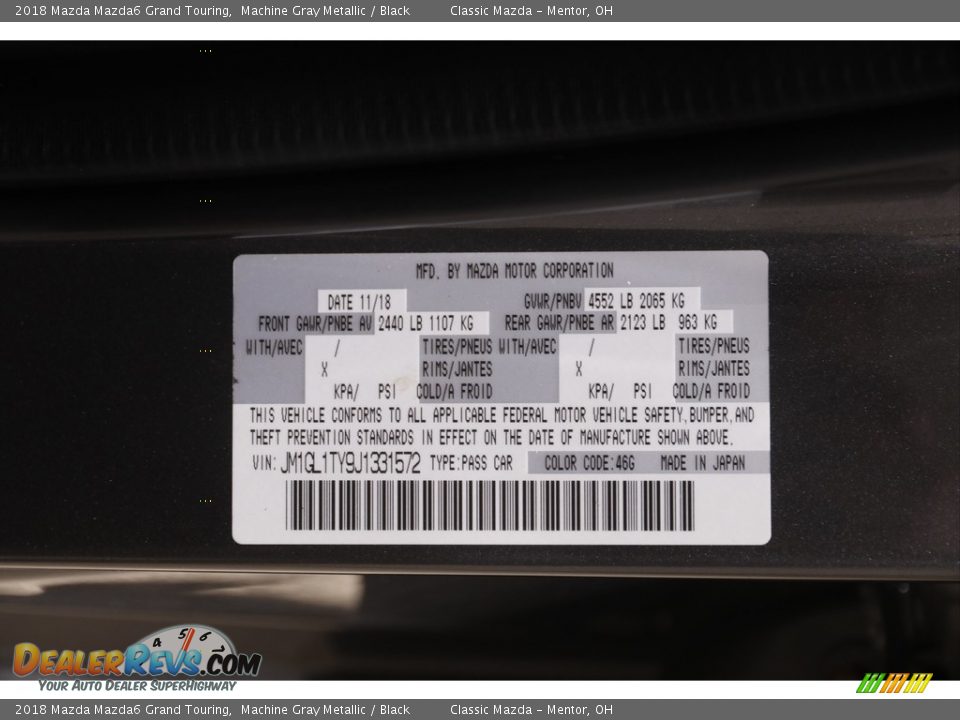 2018 Mazda Mazda6 Grand Touring, Machine Gray Metallic / Black Classic Mazda - Mentor, OH
MFD. BY MAZDA MOTOR CORPORATION
DATE 11/18 GVWR/PNBV 4552 LB 2065 KG
FRONT GAWR/PNBE AV 2440 LB 1107 KG REAR GAWR/PNBE AR 2123 LB 963 KG
WITH/AVEC / TIRES/PNEUS WITH/AVEC / TIRES/PNEUS
X RIMS/JANTES X RIMS/JANTES
KPA/ PSI COLD/A FROID KPA/ PSI COLD/A FROID
THIS VEHICLE CONFORMS TO ALL APPLICABLE FEDERAL MOTOR VEHICLE SAFETY,BUMPER,AND
THEFT PREVENTION STANDARDS IN EFFECT ON THE DATE OF MANUFACTURE SHOWN ABOVE.
VIN: JM1GL1TY9J1331572 TYPE:PASS CAR COLOR CODE:46G MADE IN JAPAN
4 5 6 7
DEALERREVS.COM
YOUR AUTO DEALER SUPERHIGHWAY
2018 Mazda Mazda6 Grand Touring, Machine Gray Metallic / Black Classic Mazda - Mentor, OH